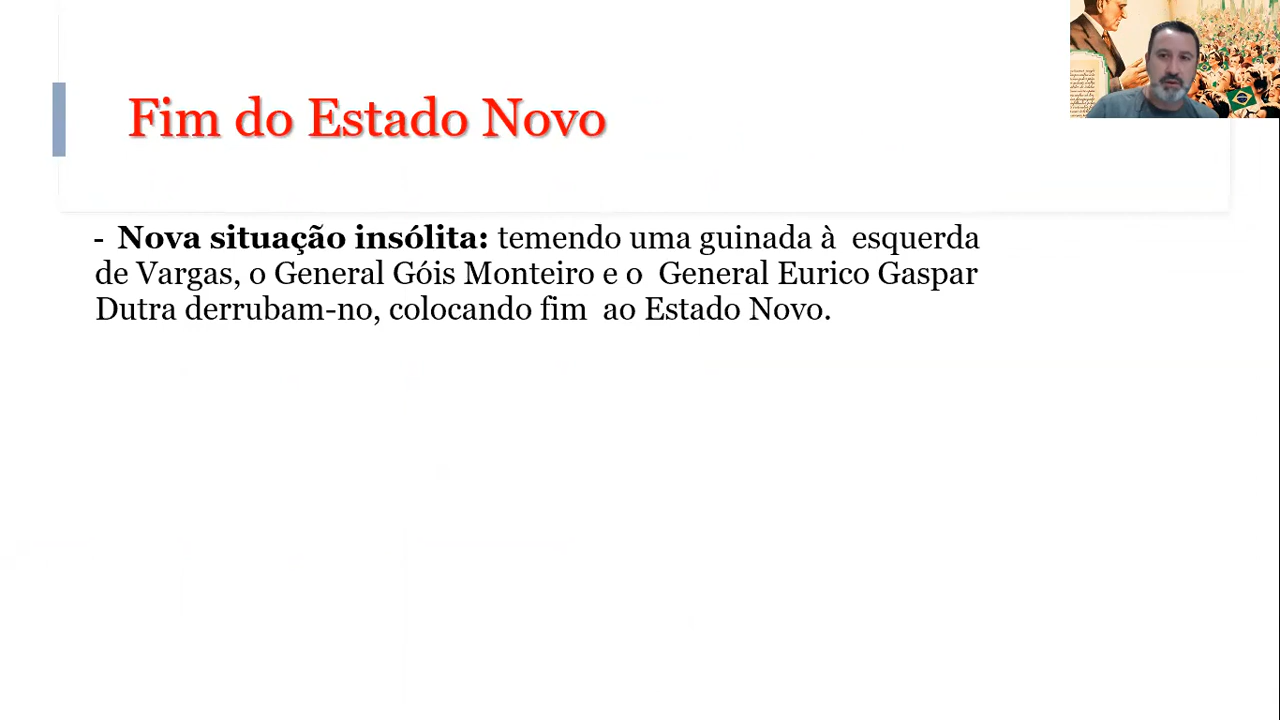 Fim do Estado Novo
- Nova situação insólita: temendo uma guinada à esquerda
de Vargas, o General Góis Monteiro e o General Eurico Gaspar
Dutra derrubam-no, colocando fim ao Estado Novo.